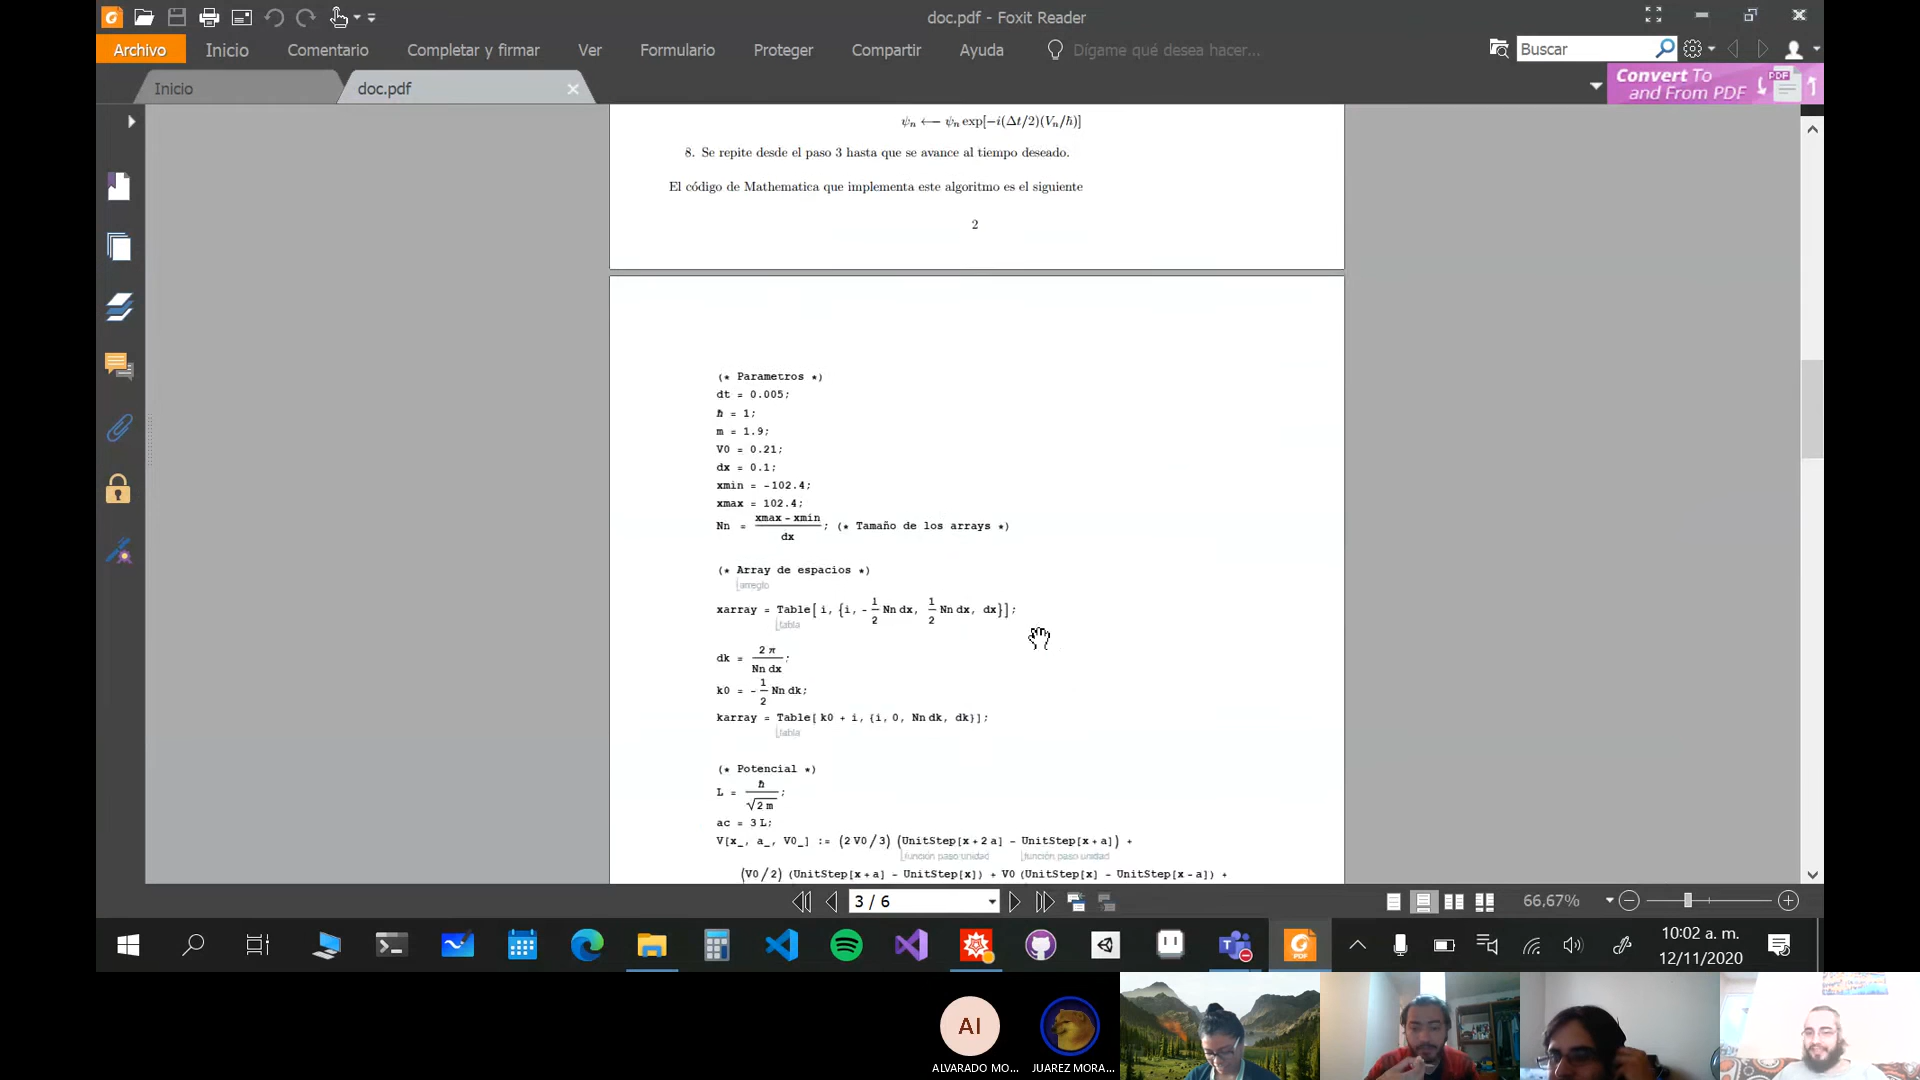 doc.pdf - Foxit Reader
Archivo Inicio Comentario Completar y firmar Ver Formulario Proteger Compartir Ayuda Dígame qué desea hacer... Buscar
Inicio doc.pdf
Convert To and From PDF
PDF
ψn ⟵ ψn exp[−i(Δt/2)(Vn/ħ)]
8. Se repite desde el paso 3 hasta que se avance al tiempo deseado.
El código de Mathematica que implementa este algoritmo es el siguiente
2
(* Parametros *)
dt = 0.005;
ħ = 1;
m = 1.9;
V0 = 0.21;
dx = 0.1;
xmin = -102.4;
xmax = 102.4;
Nn = (xmax - xmin)/dx; (* Tamaño de los arrays *)
(* Array de espacios *)
arreglo
xarray = Table[i, {i, -1/2 Nn dx, 1/2 Nn dx, dx}];
tabla
dk = 2 π/(Nn dx);
k0 = -1/2 Nn dk;
karray = Table[k0 + i, {i, 0, Nn dk, dk}];
tabla
(* Potencial *)
L = ħ/√(2 m);
ac = 3 L;
V[x_, a_, V0_] := (2 V0/3) (UnitStep[x + 2 a] - UnitStep[x + a]) +
función paso unidad función paso unidad
(V0/2) (UnitStep[x + a] - UnitStep[x]) + V0 (UnitStep[x] - UnitStep[x - a]) +
3 / 6
66,67%
10:02 a. m.
12/11/2020
AI
ALVARADO MO...
JUAREZ MORA...